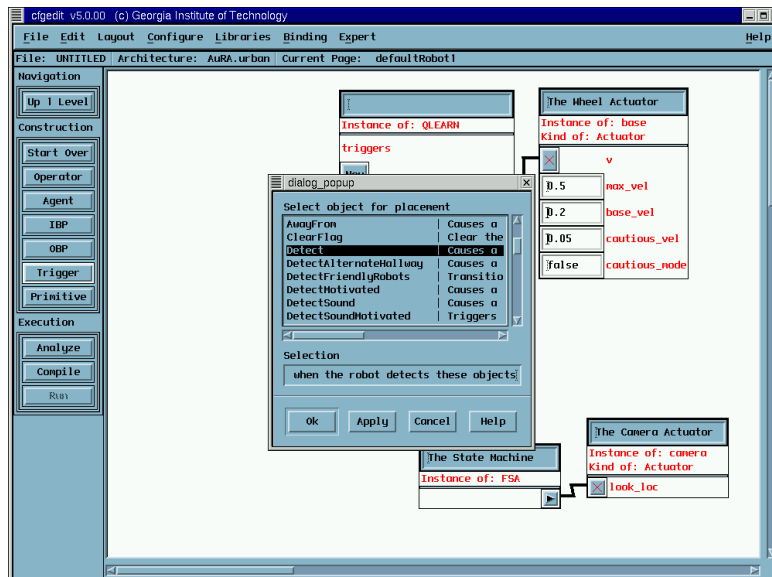 cfgedit v5.0.00 (c) Georgia Institute of Technology
File Edit Layout Configure Libraries Binding Expert Help
File: UNTITLED Architecture: AuRA.urban Current Page: defaultRobot1
Navigation
Up 1 Level
Construction
Start Over
Operator
Agent
IBP
OBP
Trigger
Primitive
Execution
Analyze
Compile
Run
Instance of: QLEARN
triggers
The Wheel Actuator
Instance of: base
Kind of: Actuator
v
0.5 max_vel
0.2 base_vel
0.05 cautious_vel
false cautious_mode
dialog_popup
Select object for placement
AwayFrom | Causes a
ClearFlag | Clear the
Detect | Causes a
DetectAlternateHallway | Causes a
DetectFriendlyRobots | Transitio
DetectMotivated | Causes a
DetectSound | Causes a
DetectSoundMotivated | Triggers
Selection
when the robot detects these objects
Ok Apply Cancel Help
The State Machine
Instance of: FSA
The Camera Actuator
Instance of: camera
Kind of: Actuator
look_loc